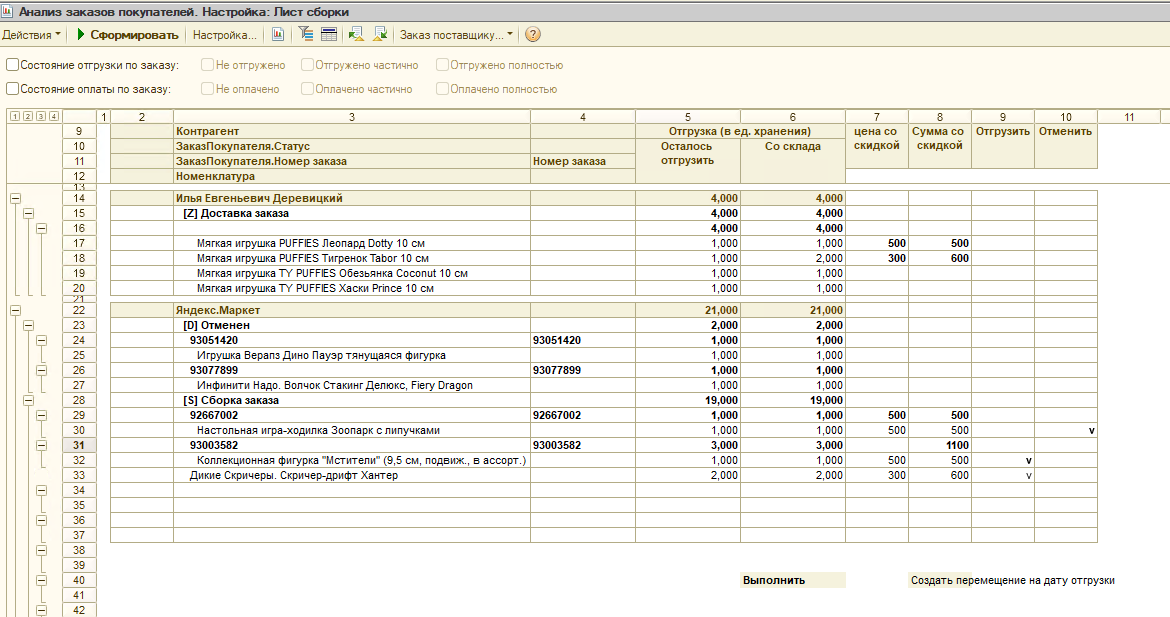 Анализ заказов покупателей. Настройка: Лист сборки
Действия Сформировать Настройка... Заказ поставщику... ?
Состояние отгрузки по заказу: Не отгружено Отгружено частично Отгружено полностью
Состояние оплаты по заказу: Не оплачено Оплачено частично Оплачено полностью
1 2 3 4 1 2 3 4 5 6 7 8 9 10 11
9 Контрагент Отгрузка (в ед. хранения) цена со Сумма со Отгрузить Отменить
10 ЗаказПокупателя.Статус Осталось Со склада скидкой скидкой
11 ЗаказПокупателя.Номер заказа Номер заказа отгрузить
12 Номенклатура
13
14 Илья Евгеньевич Деревицкий 4,000 4,000
15 [Z] Доставка заказа 4,000 4,000
16 4,000 4,000
17 Мягкая игрушка PUFFIES Леопард Dotty 10 см 1,000 1,000 500 500
18 Мягкая игрушка PUFFIES Тигренок Tabor 10 см 1,000 2,000 300 600
19 Мягкая игрушка TY PUFFIES Обезьянка Coconut 10 см 1,000 1,000
20 Мягкая игрушка TY PUFFIES Хаски Prince 10 см 1,000 1,000
21
22 Яндекс.Маркет 21,000 21,000
23 [D] Отменен 2,000 2,000
24 93051420 93051420 1,000 1,000
25 Игрушка Верапз Дино Пауэр тянущаяся фигурка 1,000 1,000
26 93077899 93077899 1,000 1,000
27 Инфинити Надо. Волчок Стакинг Делюкс, Fiery Dragon 1,000 1,000
28 [S] Сборка заказа 19,000 19,000
29 92667002 92667002 1,000 1,000 500 500
30 Настольная игра-ходилка Зоопарк с липучками 1,000 1,000 500 500 v
31 93003582 93003582 3,000 3,000 1100
32 Коллекционная фигурка "Мстители" (9,5 см, подвиж., в ассорт.) 1,000 1,000 500 500 v
33 Дикие Скричеры. Скричер-дрифт Хантер 2,000 2,000 300 600 v
34
35
36
37
38
39
40 Выполнить Создать перемещение на дату отгрузки
41
42